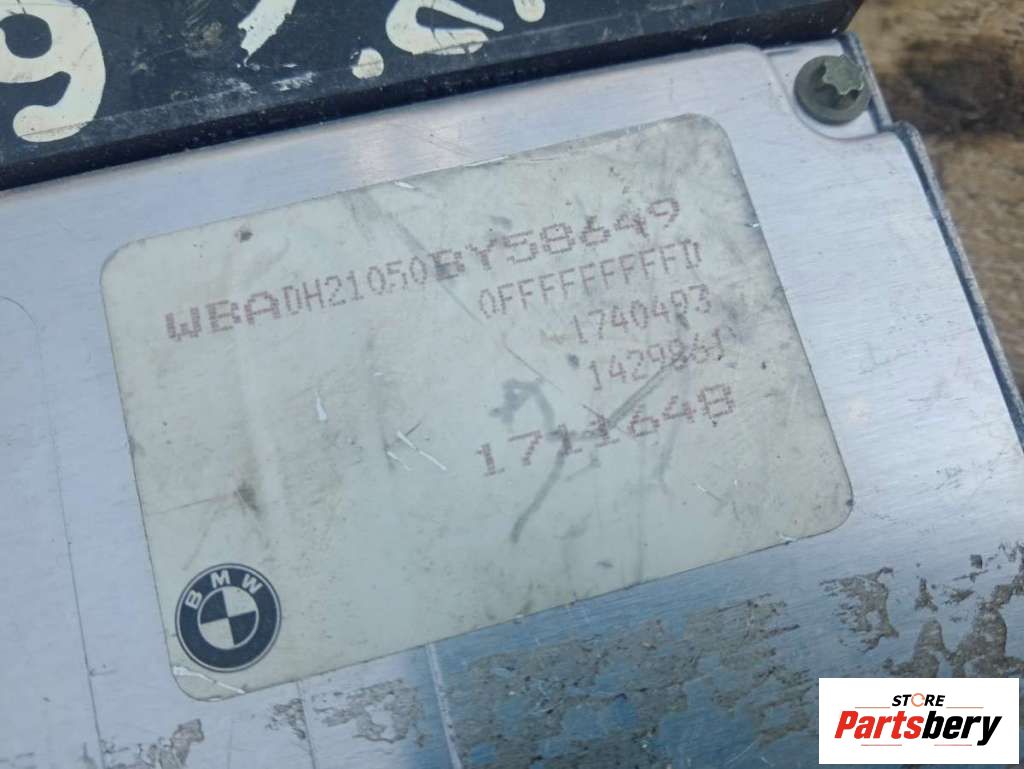 WBADH21050BY58649
0FFFFFFFFFD
1740493
1429861
1711648
BMW
STORE
Partsbery